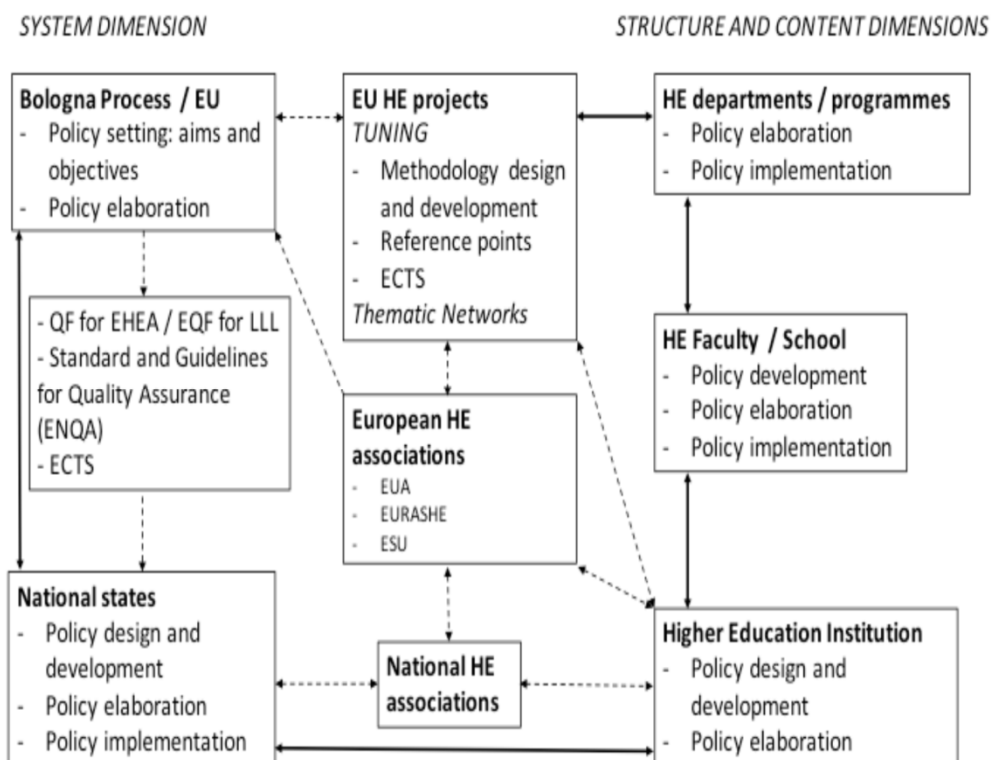 SYSTEM DIMENSION
STRUCTURE AND CONTENT DIMENSIONS
Bologna Process / EU
- Policy setting: aims and
objectives
- Policy elaboration
EU HE projects
TUNING
- Methodology design
and development
- Reference points
- ECTS
Thematic Networks
HE departments / programmes
- Policy elaboration
- Policy implementation
- QF for EHEA / EQF for LLL
- Standard and Guidelines
for Quality Assurance
(ENQA)
- ECTS
European HE
associations
- EUA
- EURASHE
- ESU
HE Faculty / School
- Policy development
- Policy elaboration
- Policy implementation
National states
- Policy design and
development
- Policy elaboration
- Policy implementation
National HE
associations
Higher Education Institution
- Policy design and
development
- Policy elaboration